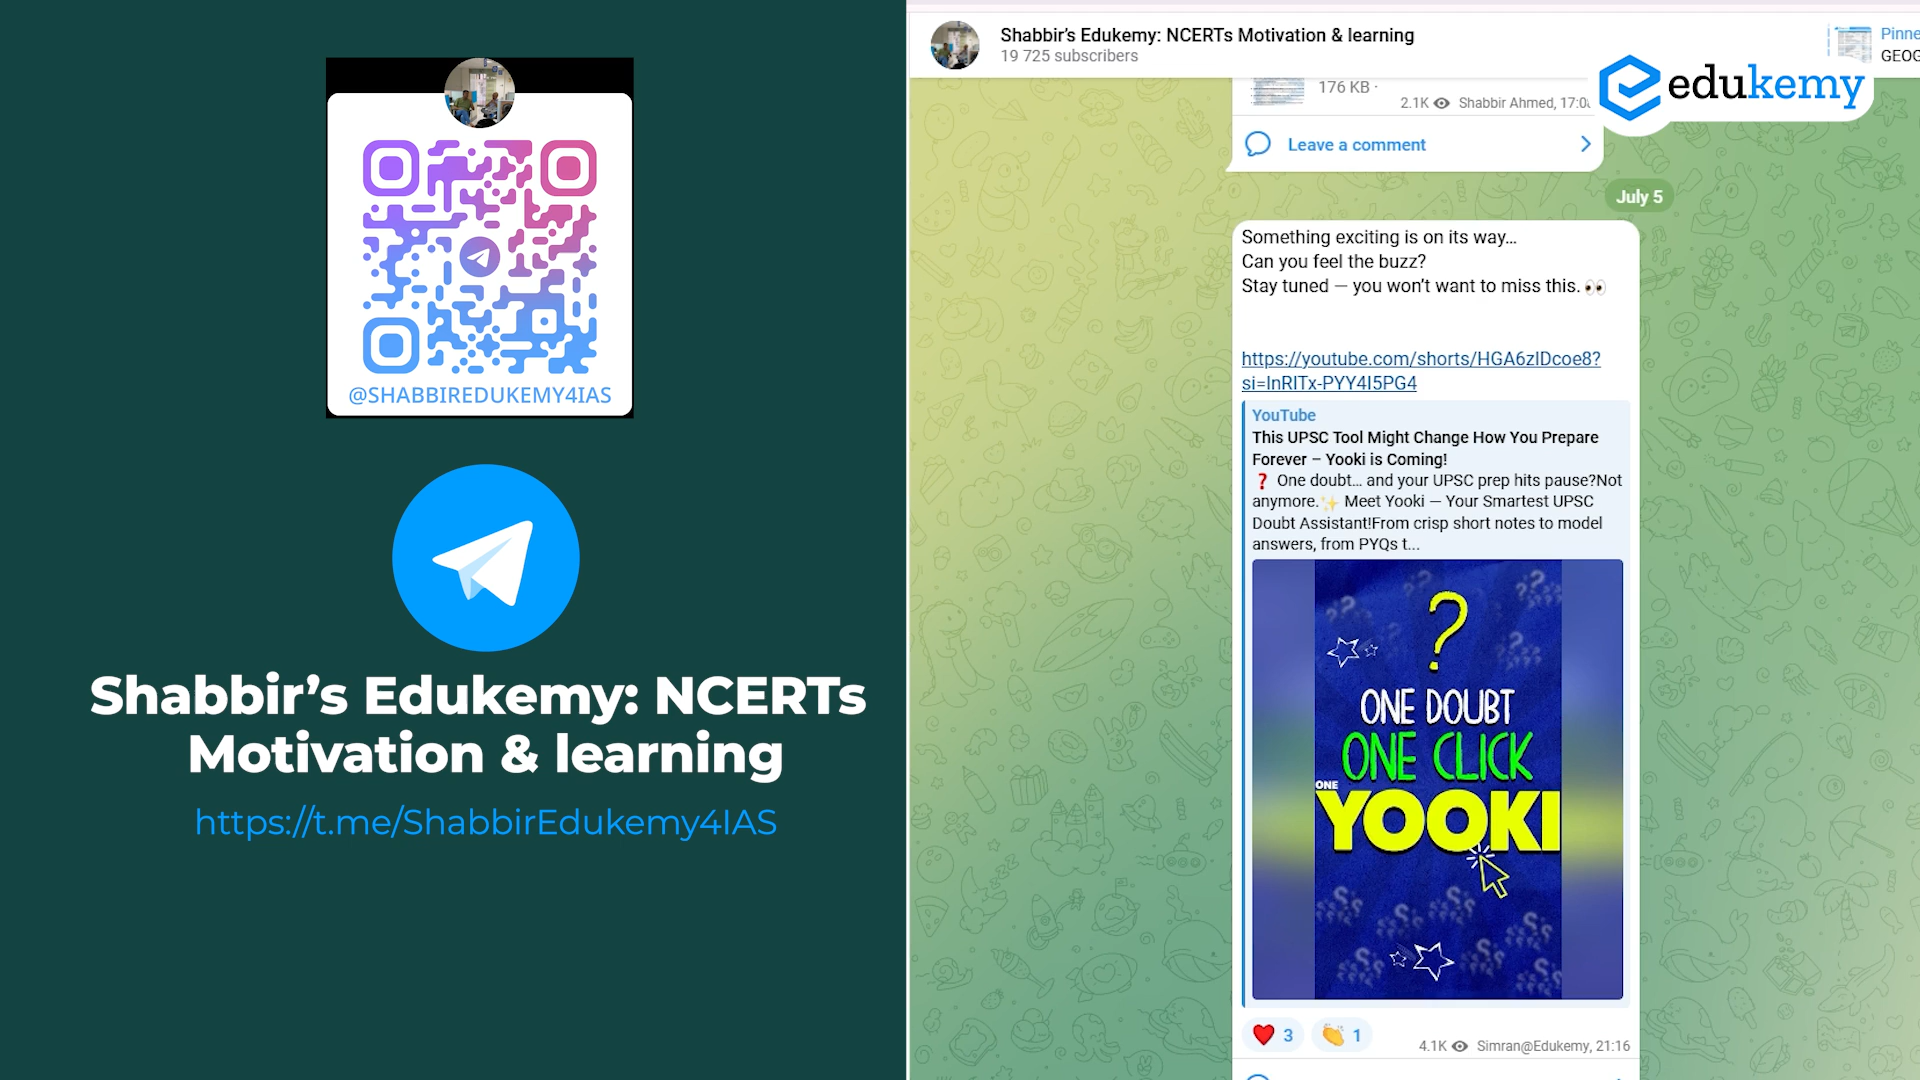 @SHABBIREDUKEMY4IAS
Shabbir's Edukemy: NCERTs
Motivation & learning
https://t.me/ShabbirEdukemy4IAS
Shabbir's Edukemy: NCERTs Motivation & learning
19 725 subscribers
Pinne
GEOG
edukemy
176 KB ·
2.1K Shabbir Ahmed, 17:0
Leave a comment
July 5
Something exciting is on its way...
Can you feel the buzz?
Stay tuned — you won't want to miss this. 👀
https://youtube.com/shorts/HGA6zIDcoe8?
si=InRITx-PYY4I5PG4
YouTube
This UPSC Tool Might Change How You Prepare
Forever – Yooki is Coming!
❓ One doubt... and your UPSC prep hits pause?Not
anymore.✨ Meet Yooki — Your Smartest UPSC
Doubt Assistant!From crisp short notes to model
answers, from PYQs t...
?
ONE DOUBT
ONE CLICK
ONE
YOOKI
❤️ 3 👏 1
4.1K Simran@Edukemy, 21:16